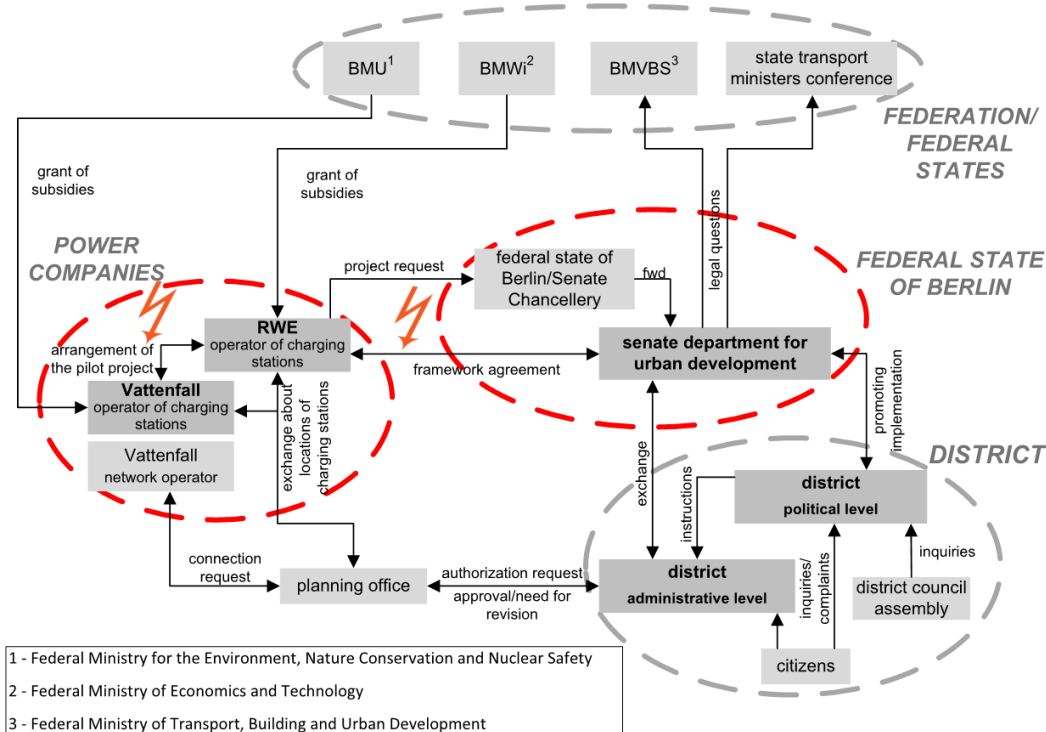 BMU1
BMWi2
BMVBS3
state transport
ministers conference
FEDERATION/
FEDERAL
STATES
grant of
subsidies
grant of
subsidies
legal questions
POWER
COMPANIES
project request
federal state of
Berlin/Senate
Chancellery
fwd
FEDERAL STATE
OF BERLIN
RWE
operator of charging
stations
arrangement of
the pilot project
framework agreement
senate department for
urban development
Vattenfall
operator of charging
stations
exchange about
locations of
charging stations
promoting
implementation
Vattenfall
network operator
exchange
DISTRICT
instructions
district
political level
connection
request
planning office
authorization request
approval/need for
revision
district
administrative level
inquiries/
complaints
inquiries
district council
assembly
citizens
1 - Federal Ministry for the Environment, Nature Conservation and Nuclear Safety
2 - Federal Ministry of Economics and Technology
3 - Federal Ministry of Transport, Building and Urban Development